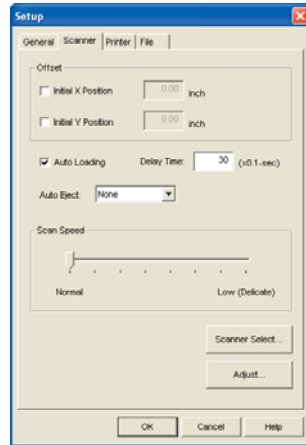 Setup
General Scanner Printer File
Offset
Initial X Position 0.00 inch
Initial Y Position 0.00 inch
Auto Loading Delay Time: 30 (x0.1-sec)
Auto Eject: None
Scan Speed
Normal Low (Delicate)
Scanner Select...
Adjust...
OK Cancel Help